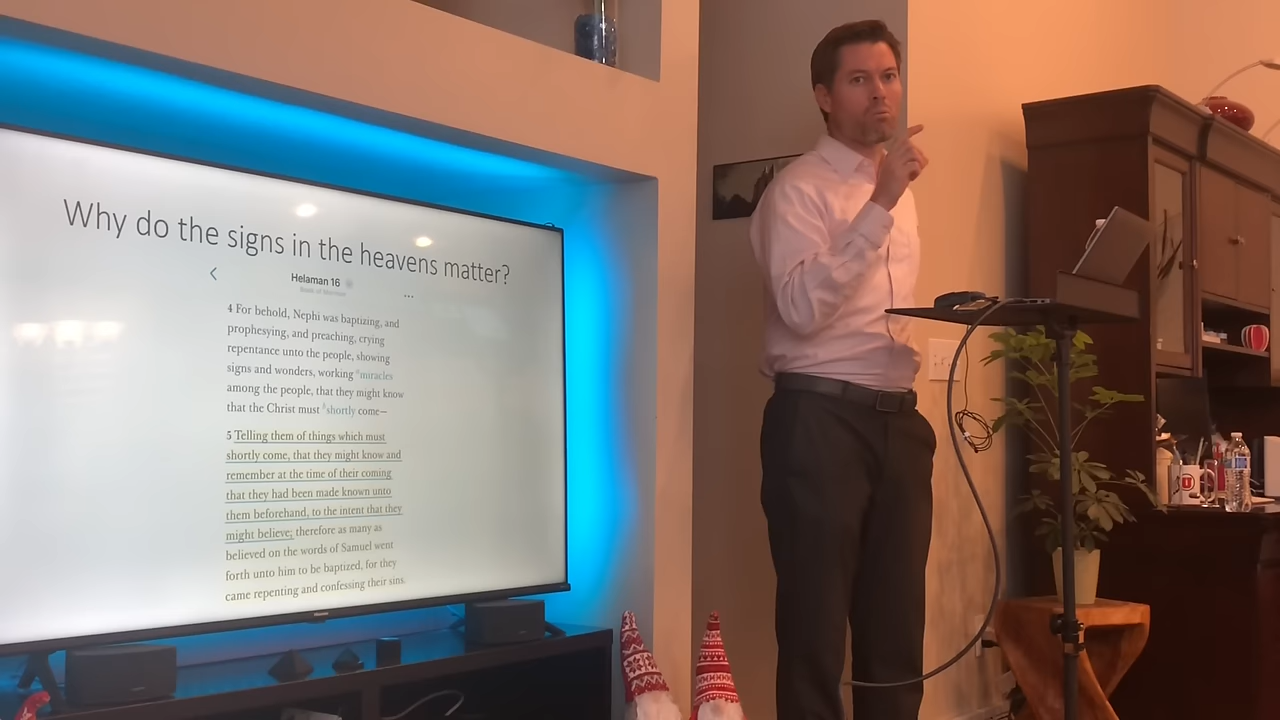 Why do the signs in the heavens matter?
Helaman 16
Book of Mormon
4 For behold, Nephi was baptizing, and
prophesying, and preaching, crying
repentance unto the people, showing
signs and wonders, working a miracles
among the people, that they might know
that the Christ must b shortly come—
5 Telling them of things which must
shortly come, that they might know and
remember at the time of their coming
that they had been made known unto
them beforehand, to the intent that they
might believe; therefore as many as
believed on the words of Samuel went
forth unto him to be baptized, for they
came repenting and confessing their sins.
Hisense
U